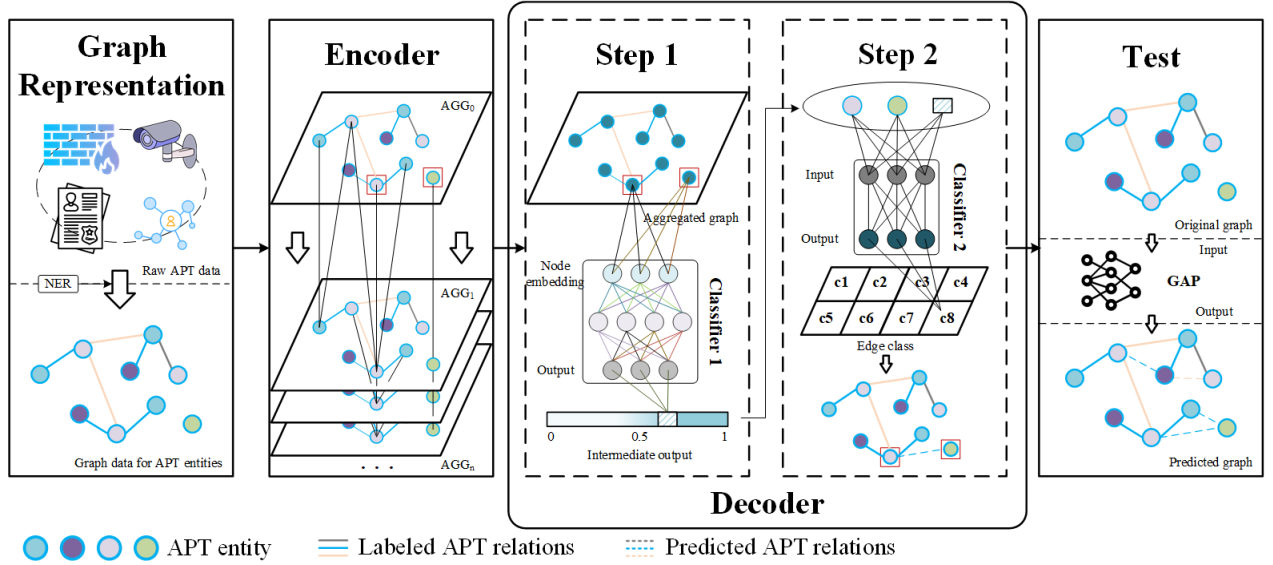 Graph
Representation
Raw APT data
NER
Graph data for APT entities
Encoder
AGG0
AGG1
AGGn
. . .
Step 1
Aggregated graph
Node
embedding
Classifier 1
Output
0
0.5
1
Intermediate output
Step 2
Input
Output
Classifier 2
c1
c2
c3
c4
c5
c6
c7
c8
Edge class
Decoder
Test
Original graph
Input
GAP
Output
Predicted graph
APT entity
Labeled APT relations
Predicted APT relations